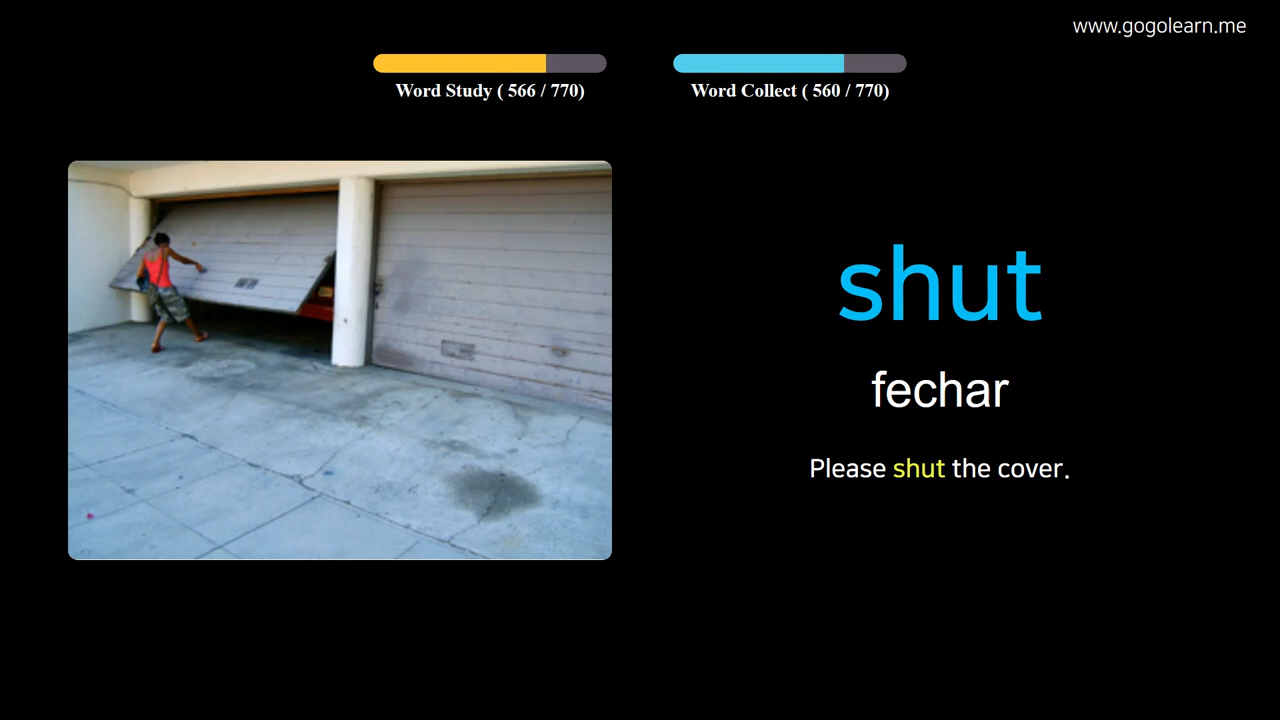 www.gogolearn.me
Word Study ( 566 / 770)
Word Collect ( 560 / 770)
shut
fechar
Please shut the cover.